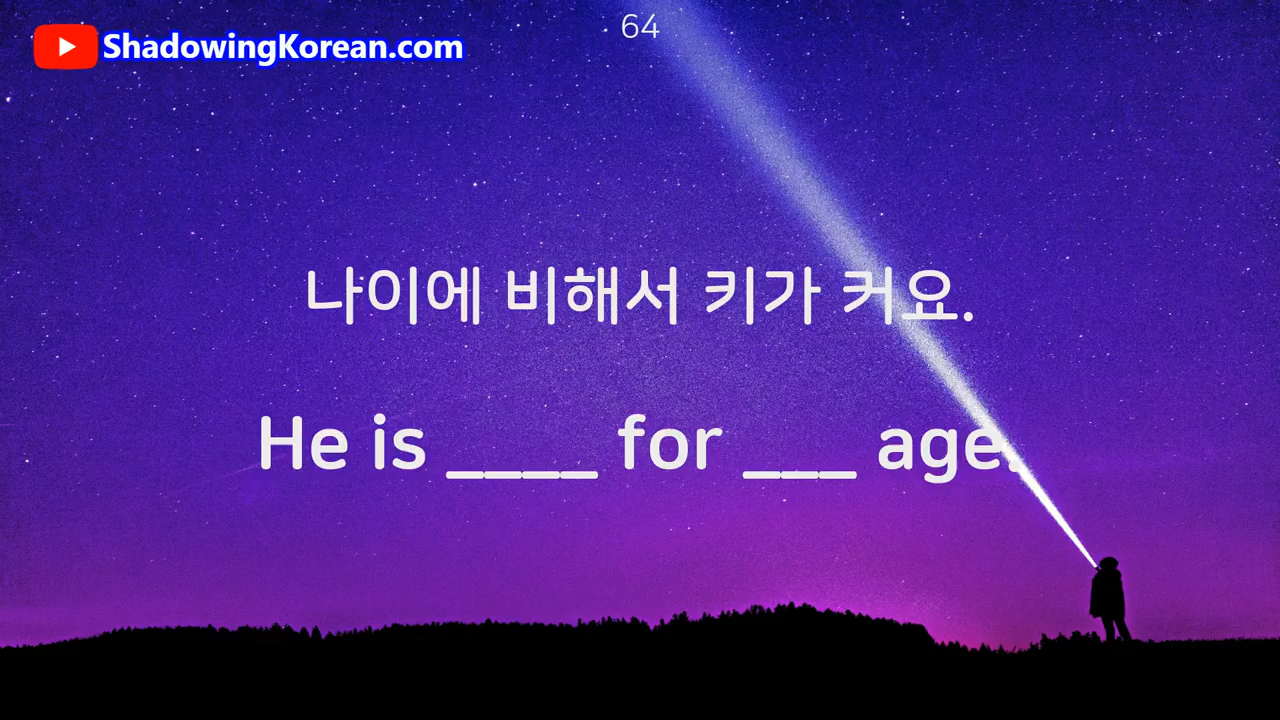 64
ShadowingKorean.com
나이에 비해서 키가 커요.
He is ____ for ___ age.